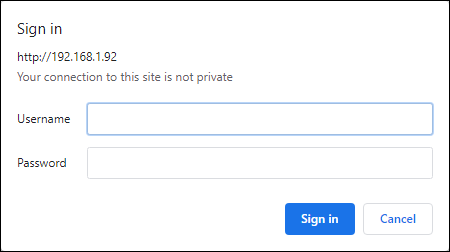 Sign in
http://192.168.1.92
Your connection to this site is not private
Username
Password
Sign in Cancel